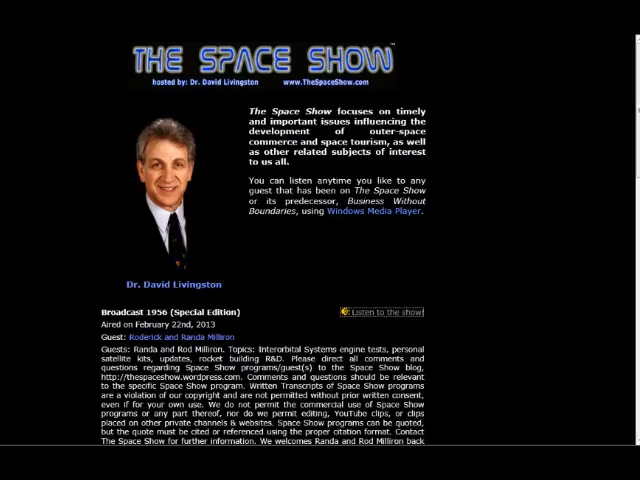 THE SPACE SHOW™
hosted by: Dr. David Livingston www.TheSpaceShow.com
The Space Show focuses on timely
and important issues influencing the
development of outer-space
commerce and space tourism, as well
as other related subjects of interest
to us all.
You can listen anytime you like to any
guest that has been on The Space Show
or its predecessor, Business Without
Boundaries, using Windows Media Player.
Dr. David Livingston
Broadcast 1956 (Special Edition)
Listen to the show!
Aired on February 22nd, 2013
Guest: Roderick and Randa Milliron
Guests: Randa and Rod Milliron. Topics: Interorbital Systems engine tests, personal
satellite kits, updates, rocket building R&D. Please direct all comments and
questions regarding Space Show programs/guest(s) to the Space Show blog,
http://thespaceshow.wordpress.com. Comments and questions should be relevant
to the specific Space Show program. Written Transcripts of Space Show programs
are a violation of our copyright and are not permitted without prior written consent,
even if for your own use. We do not permit the commercial use of Space Show
programs or any part thereof, nor do we permit editing, YouTube clips, or clips
placed on other private channels & websites. Space Show programs can be quoted,
but the quote must be cited or referenced using the proper citation format. Contact
The Space Show for further information. We welcomes Randa and Rod Milliron back